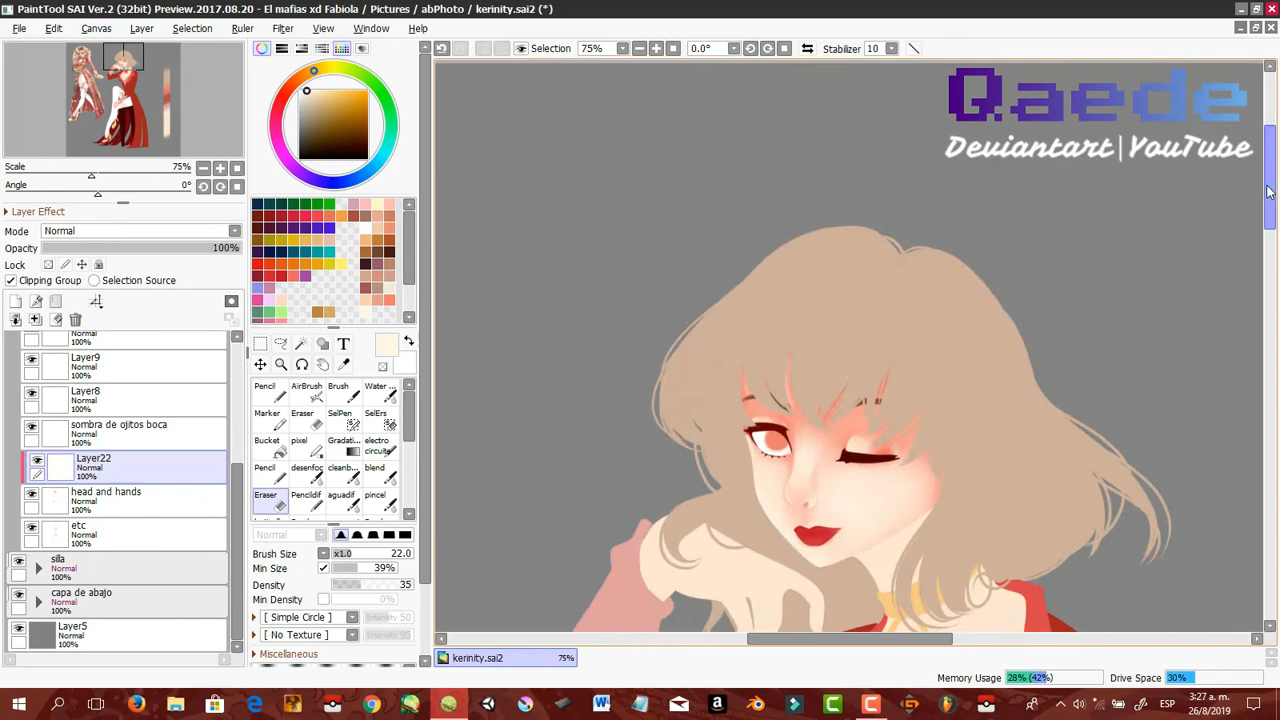 PaintTool SAI Ver.2 (32bit) Preview.2017.08.20 - El mafias xd Fabiola / Pictures / abPhoto / kerinity.sai2 (*)
File Edit Canvas Layer Selection Ruler Filter View Window Help
Selection 75% 0.0° Stabilizer 10
Qaede
Deviantart|YouTube
Scale 75%
Angle 0°
Layer Effect
Mode Normal
Opacity 100%
Lock
Clipping Group Selection Source
Normal
100%
Layer9
Normal
100%
Layer8
Normal
100%
sombra de ojitos boca
Normal
100%
Layer22
Normal
100%
head and hands
Normal
100%
etc
Normal
100%
silla
Normal
100%
capa de abajo
Normal
100%
Layer5
Normal
100%
T
Pencil AirBrush Brush Water ...
Marker Eraser SelPen SelErs
Bucket pixel Gradati... electro
circuite
Pencil desenfoc cleanb... blend
Eraser Pencildif aguadif pincel
Normal
Brush Size x1.0 22.0
Min Size 39%
Density 35
Min Density 0%
[ Simple Circle ] Intensity 50
[ No Texture ] Intensity 95
Miscellaneous
kerinity.sai2 75%
Memory Usage 28% (42%) Drive Space 30%
ESP 3:27 a. m.
26/8/2019